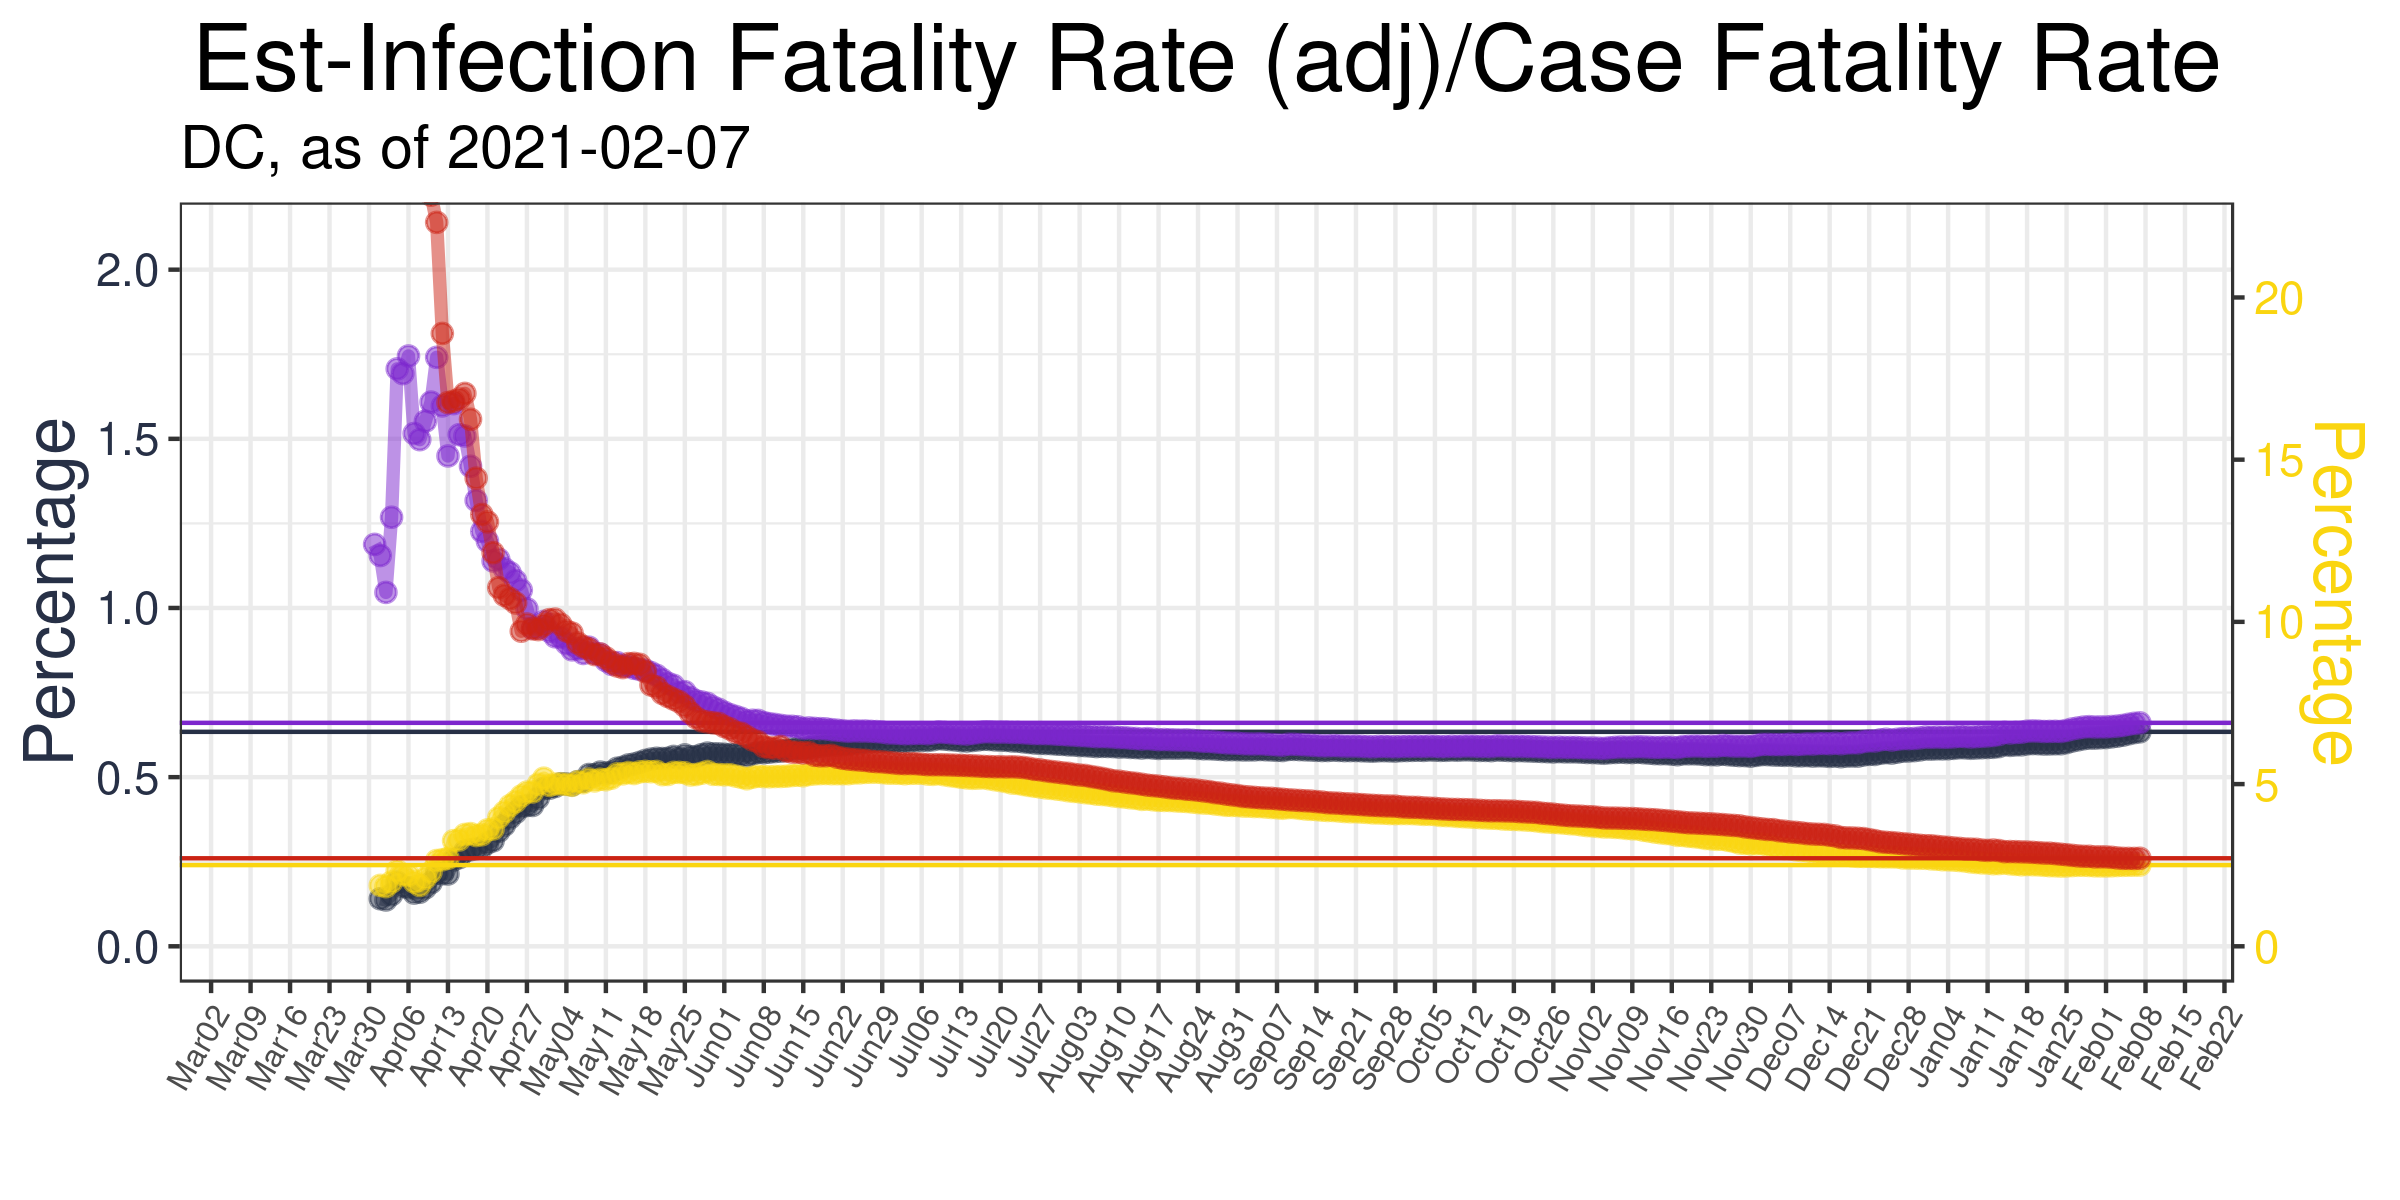 Est-Infection Fatality Rate (adj)/Case Fatality Rate
DC, as of 2021-02-07
Percentage
2.0
1.5
1.0
0.5
0.0
20
15
10
5
0
Percentage
Mar02
Mar09
Mar16
Mar23
Mar30
Apr06
Apr13
Apr20
Apr27
May04
May11
May18
May25
Jun01
Jun08
Jun15
Jun22
Jun29
Jul06
Jul13
Jul20
Jul27
Aug03
Aug10
Aug17
Aug24
Aug31
Sep07
Sep14
Sep21
Sep28
Oct05
Oct12
Oct19
Oct26
Nov02
Nov09
Nov16
Nov23
Nov30
Dec07
Dec14
Dec21
Dec28
Jan04
Jan11
Jan18
Jan25
Feb01
Feb08
Feb15
Feb22